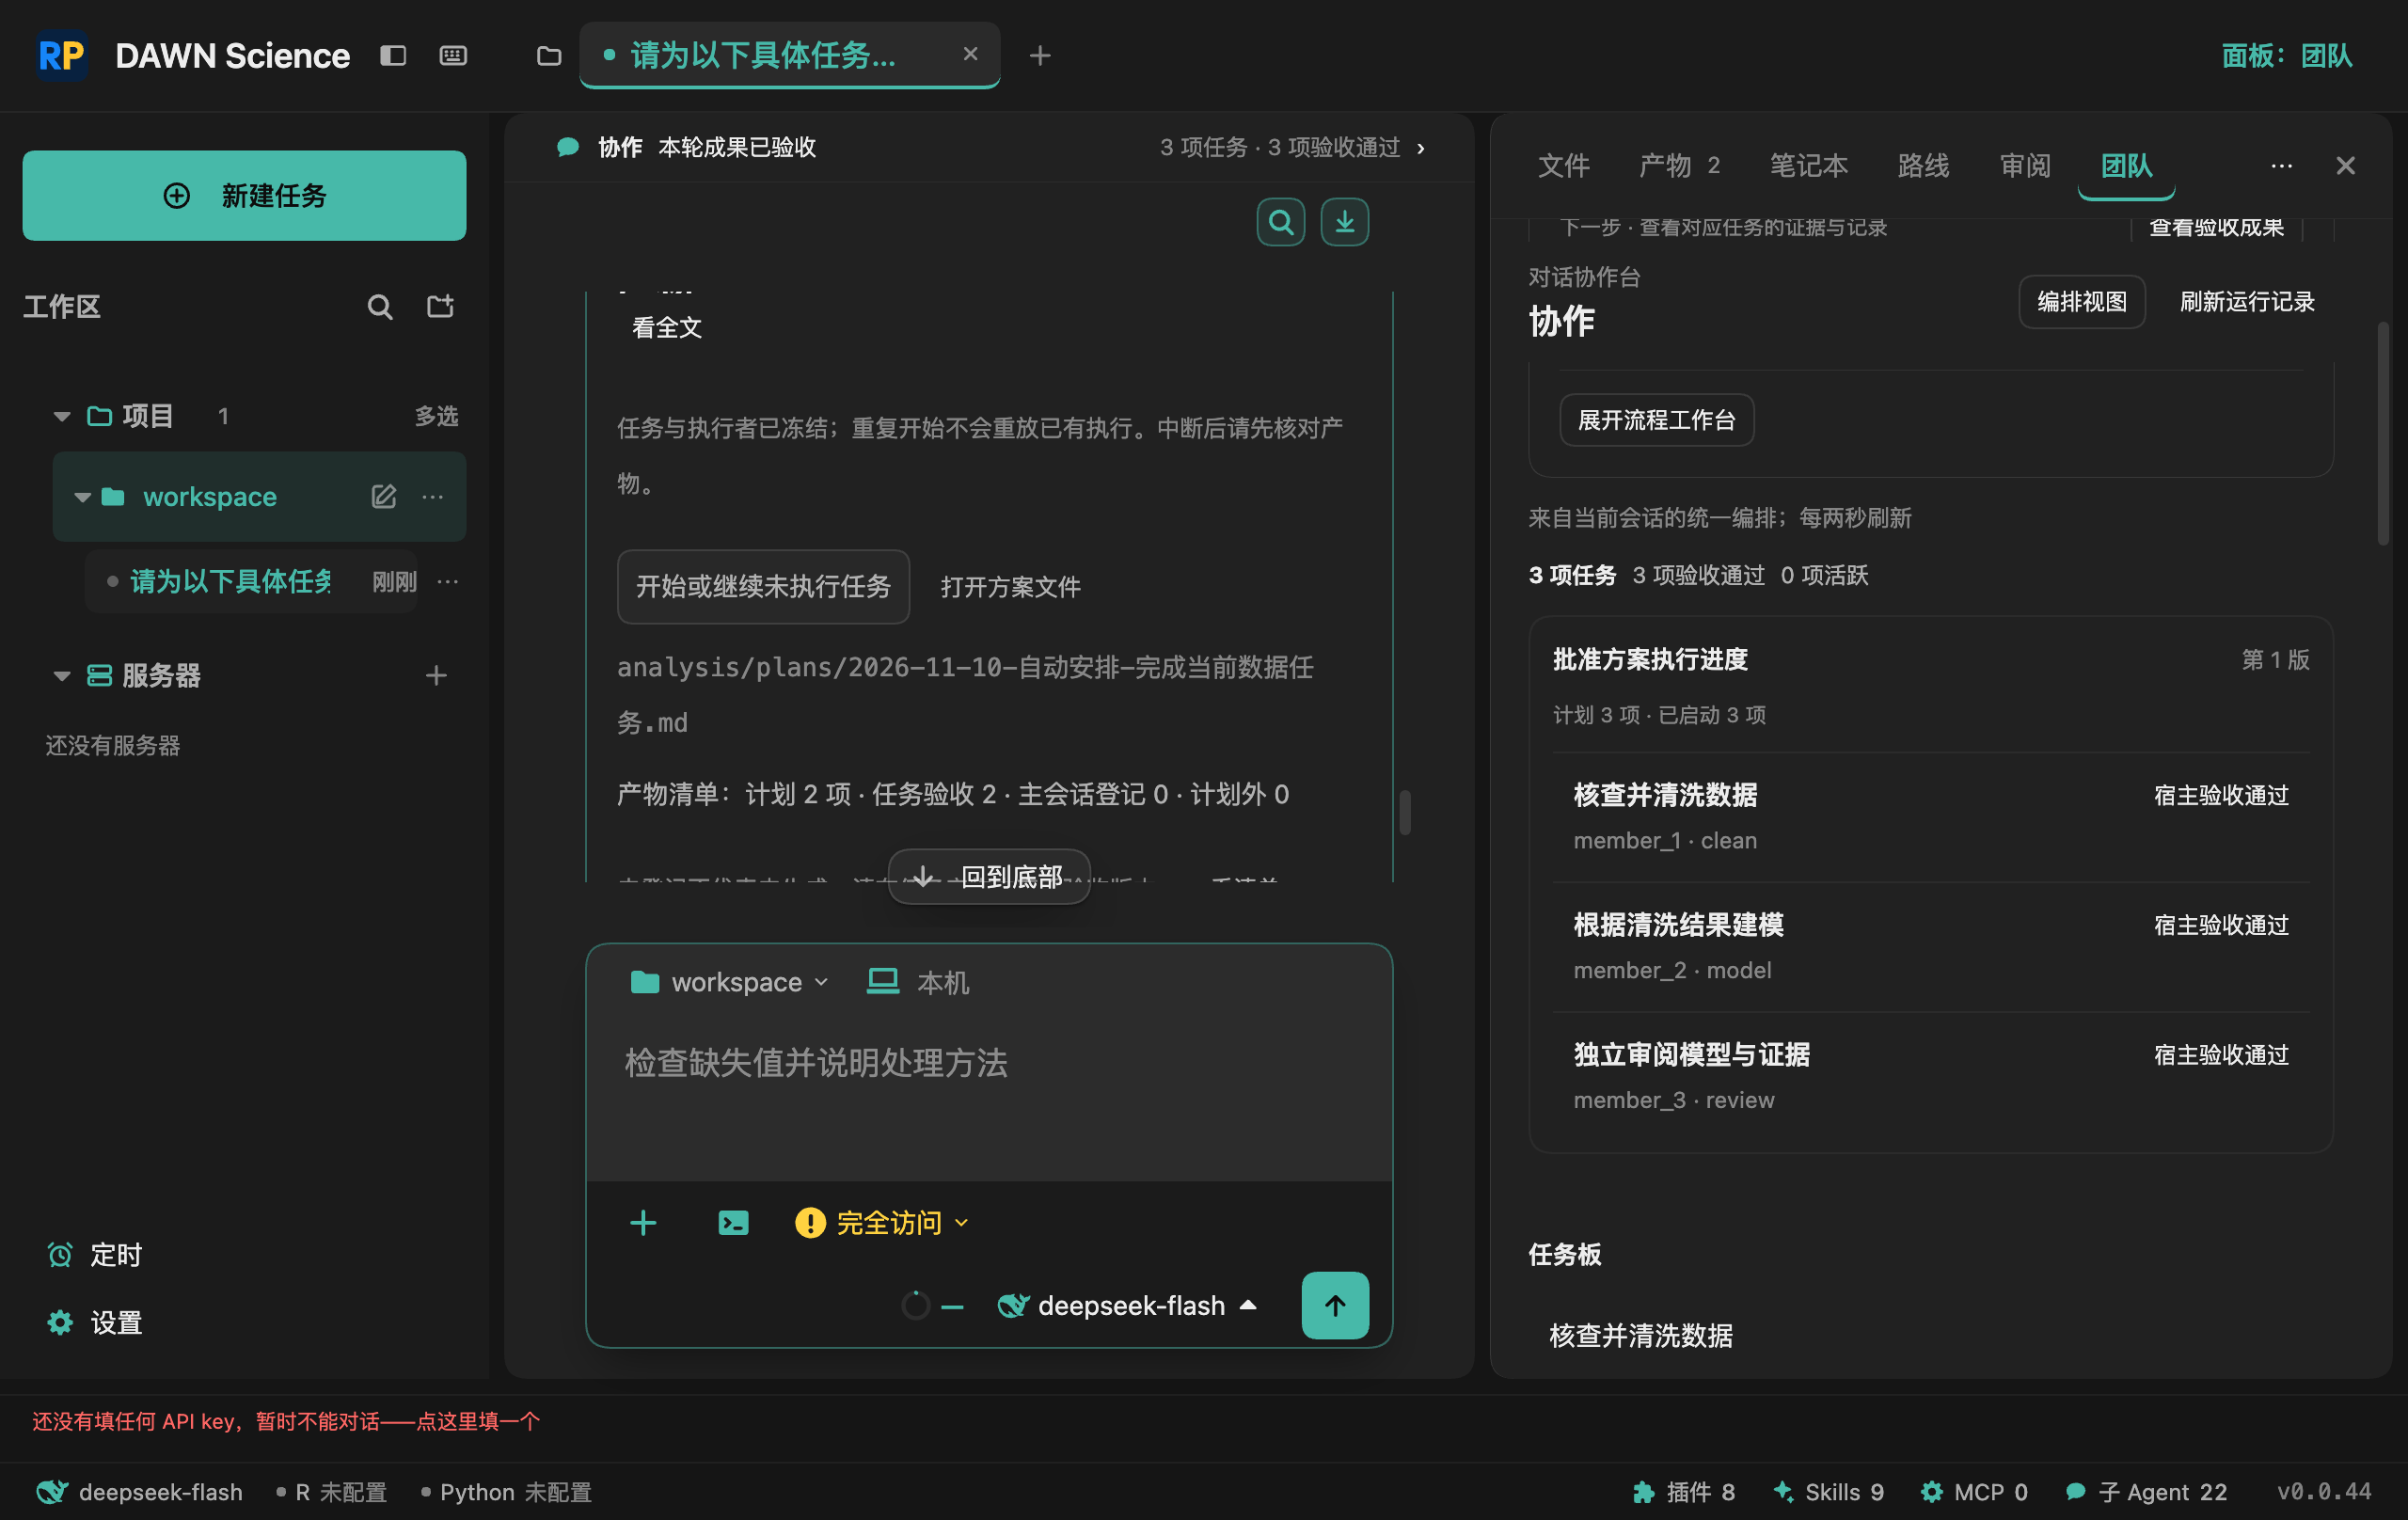 RP DAWN Science
请为以下具体任务...
面板：团队
新建任务
工作区
项目 1 多选
workspace
请为以下具体任务 刚刚
服务器
还没有服务器
定时
设置
协作 本轮成果已验收
3 项任务 · 3 项验收通过
看全文
任务与执行者已冻结；重复开始不会重放已有执行。中断后请先核对产
物。
开始或继续未执行任务 打开方案文件
analysis/plans/2026-11-10-自动安排-完成当前数据任
务.md
产物清单：计划 2 项 · 任务验收 2 · 主会话登记 0 · 计划外 0
回到底部
workspace 本机
检查缺失值并说明处理方法
完全访问
deepseek-flash
文件 产物 2 笔记本 路线 审阅 团队
下一步 · 查看对应任务的证据与记录 查看验收成果
对话协作台
协作
编排视图 刷新运行记录
展开流程工作台
来自当前会话的统一编排；每两秒刷新
3 项任务 3 项验收通过 0 项活跃
批准方案执行进度 第 1 版
计划 3 项 · 已启动 3 项
核查并清洗数据 宿主验收通过
member_1 · clean
根据清洗结果建模 宿主验收通过
member_2 · model
独立审阅模型与证据 宿主验收通过
member_3 · review
任务板
核查并清洗数据
还没有填任何 API key，暂时不能对话——点这里填一个
deepseek-flash R 未配置 Python 未配置
插件 8 Skills 9 MCP 0 子 Agent 22 v0.0.44